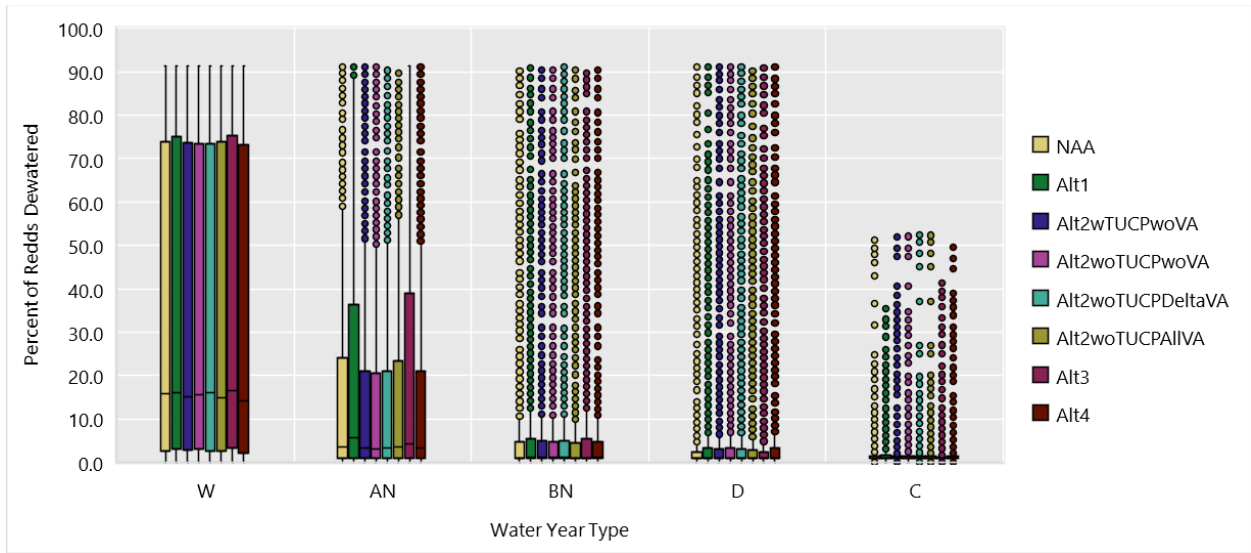 100.0
90.0
80.0
70.0
60.0
50.0
40.0
30.0
20.0
10.0
0.0
Percent of Redds Dewatered
W AN BN D C
Water Year Type
NAA
Alt1
Alt2wTUCPwoVA
Alt2woTUCPwoVA
Alt2woTUCPDeltaVA
Alt2woTUCPAllVA
Alt3
Alt4